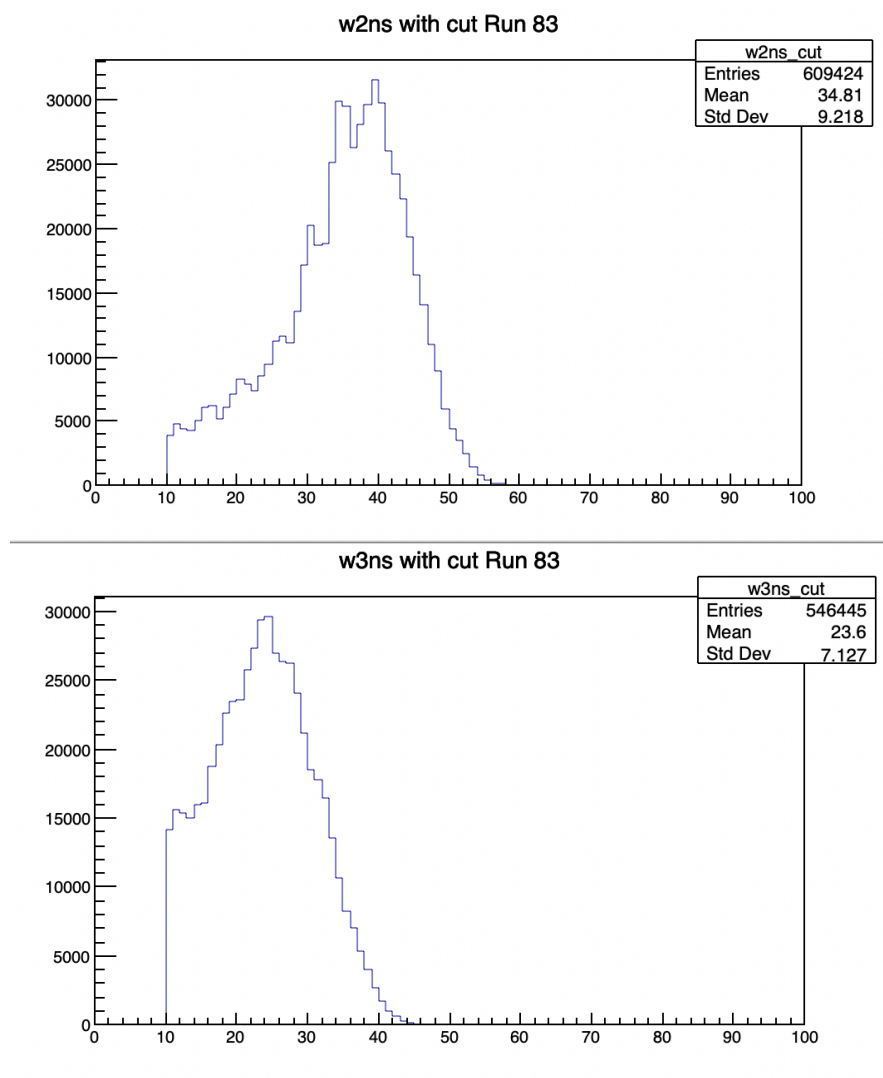 w2ns with cut Run 83
w2ns_cut
Entries 609424
Mean 34.81
Std Dev 9.218
30000
25000
20000
15000
10000
5000
0
0 10 20 30 40 50 60 70 80 90 100
w3ns with cut Run 83
w3ns_cut
Entries 546445
Mean 23.6
Std Dev 7.127
30000
25000
20000
15000
10000
5000
0
0 10 20 30 40 50 60 70 80 90 100